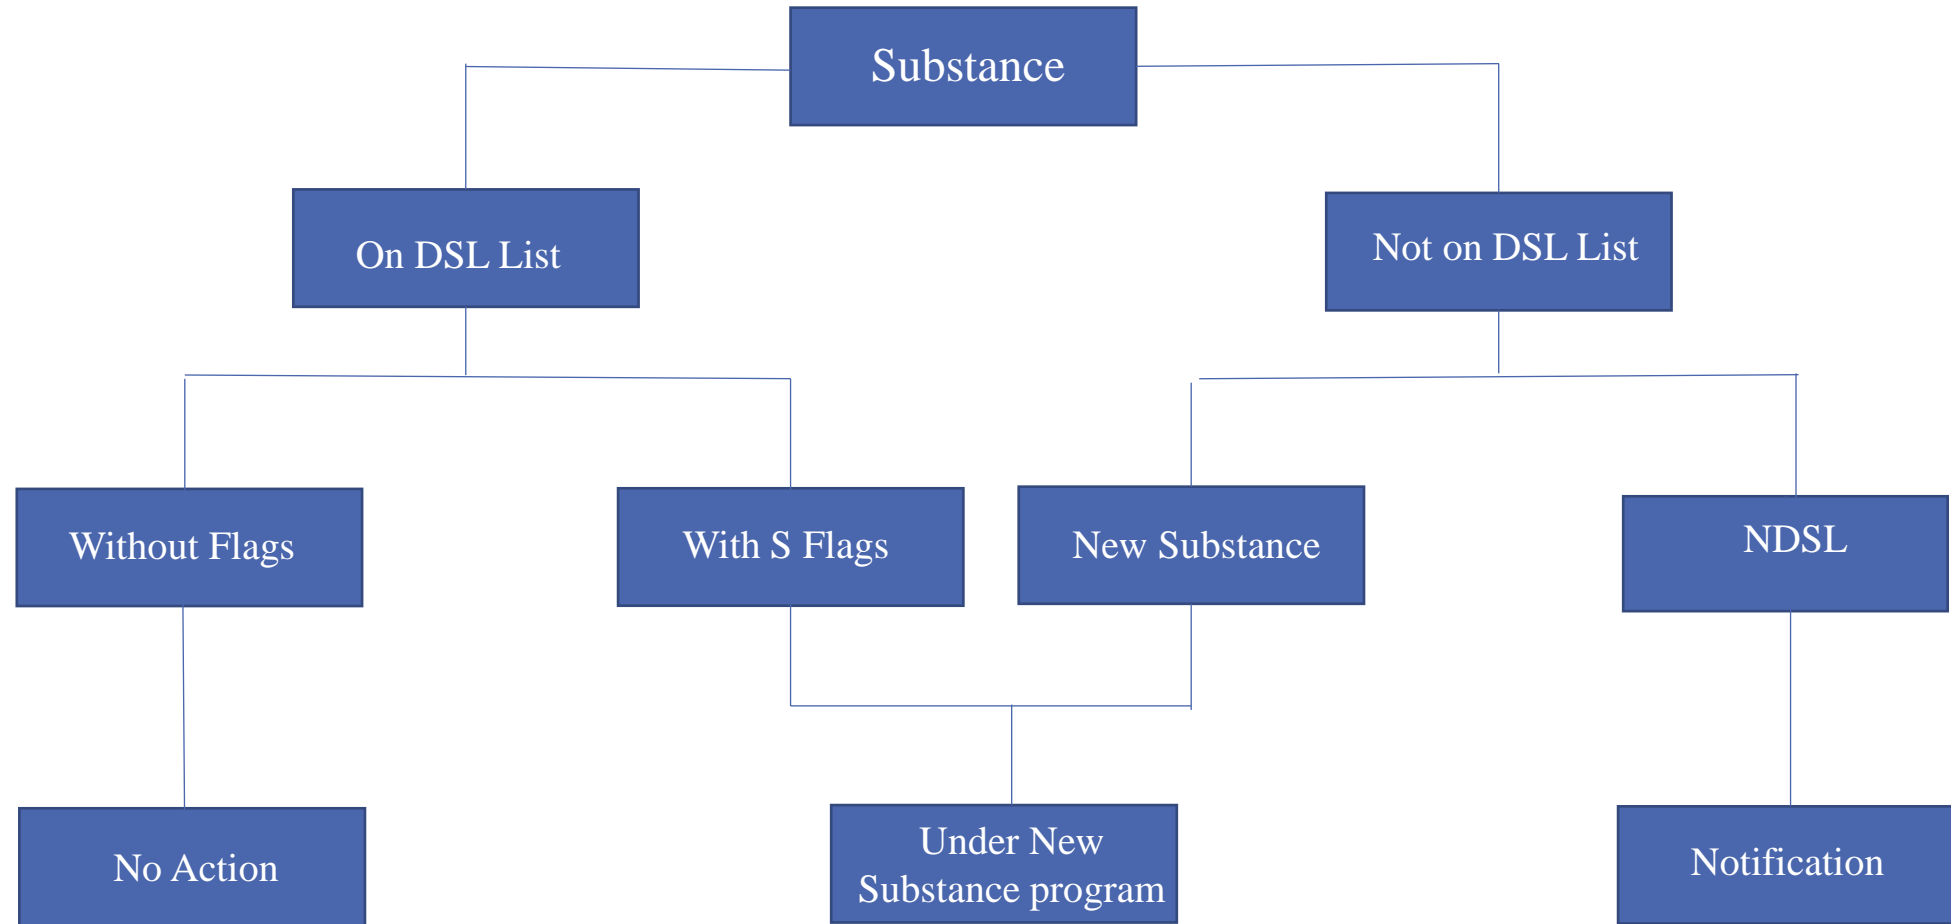 Substance
On DSL List
Not on DSL List
Without Flags
With S Flags
New Substance
NDSL
No Action
Under New
Substance program
Notification